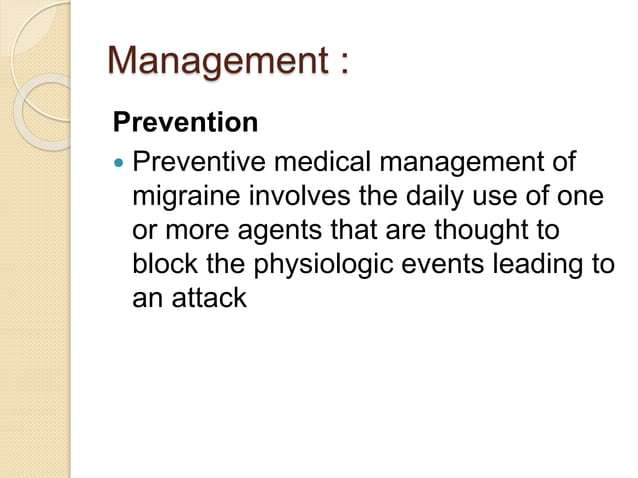 Management :
Prevention
• Preventive medical management of
migraine involves the daily use of one
or more agents that are thought to
block the physiologic events leading to
an attack